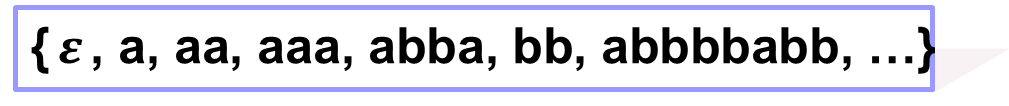 { 𝜀 , a, aa, aaa, abba, bb, abbbbabb, …}